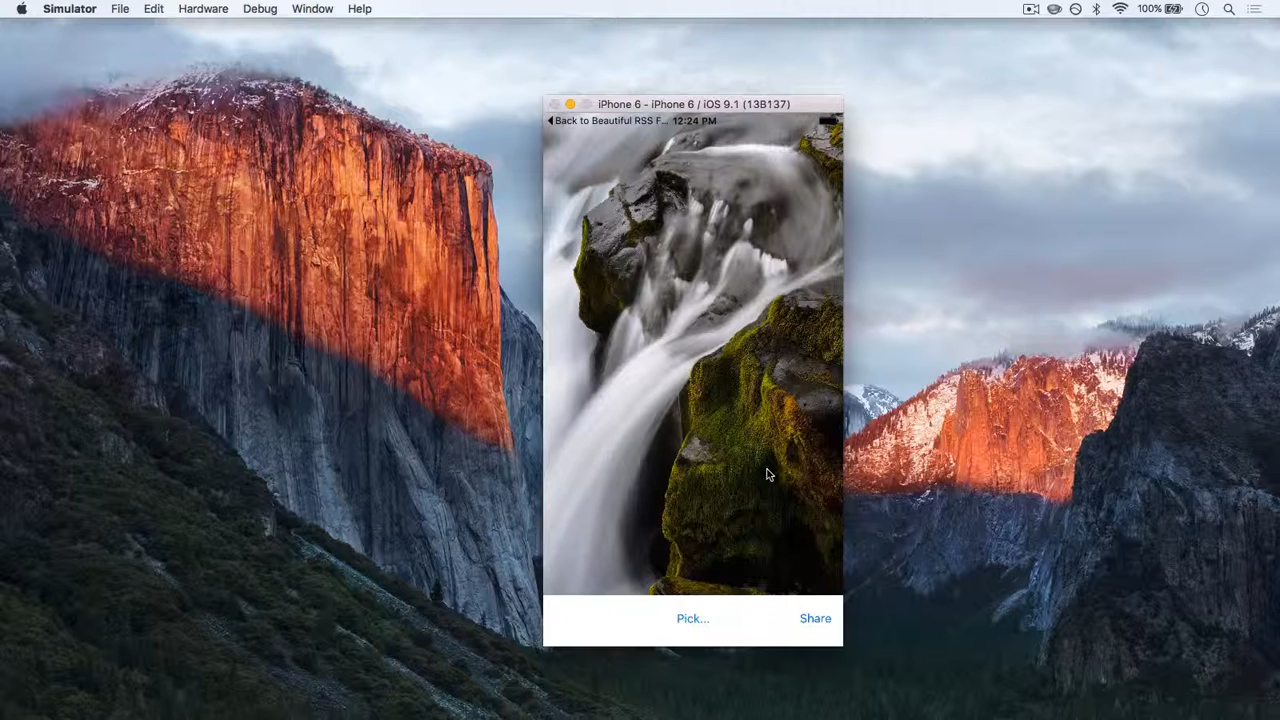 Simulator File Edit Hardware Debug Window Help 100%
iPhone 6 - iPhone 6 / iOS 9.1 (13B137)
Back to Beautiful RSS F... 12:24 PM
Pick... Share